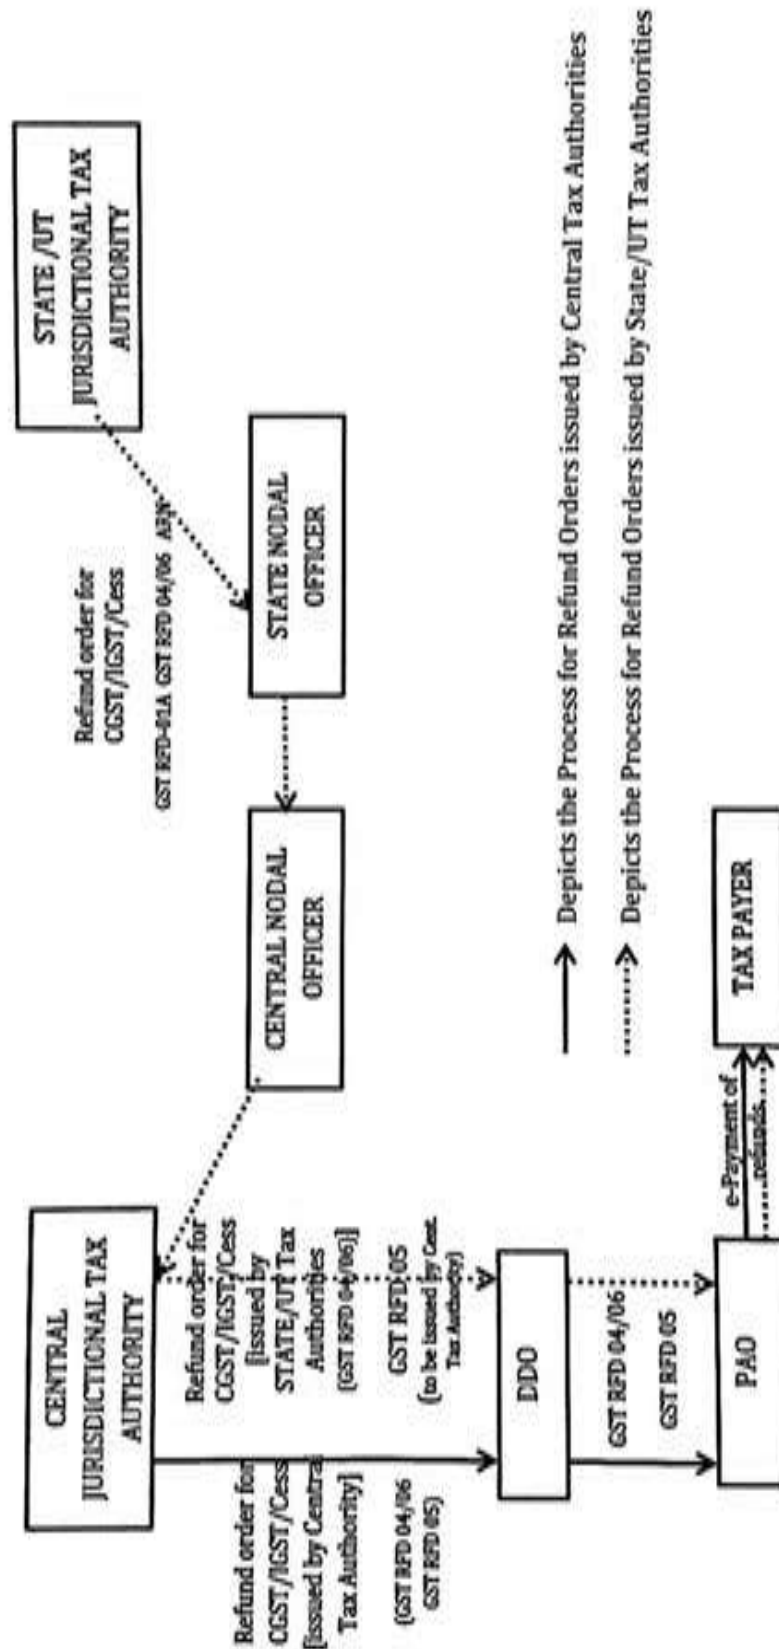 CENTRAL
JURISDICTIONAL TAX
AUTHORITY
STATE /UT
JURISDICTIONAL TAX
AUTHORITY
Refund order for
CGST/IGST/Cess
GST RFD-01A GST RFD 04/06 ARN
CENTRAL NODAL
OFFICER
STATE NODAL
OFFICER
Refund order for
CGST/IGST/Cess
[issued by Central
Tax Authority]
(GST RFD 04/06
GST RFD 05)
Refund order for
CGST/IGST/Cess
[issued by
STATE/UT Tax
Authorities
(GST RFD 04/06)]
GST RFD-05
(to be issued by Cent.
Tax Authority)
DDO
GST RFD 04/06
GST RFD 05
PAO
e-Payment of
refunds
TAX PAYER
Depicts the Process for Refund Orders issued by Central Tax Authorities
Depicts the Process for Refund Orders issued by State/UT Tax Authorities